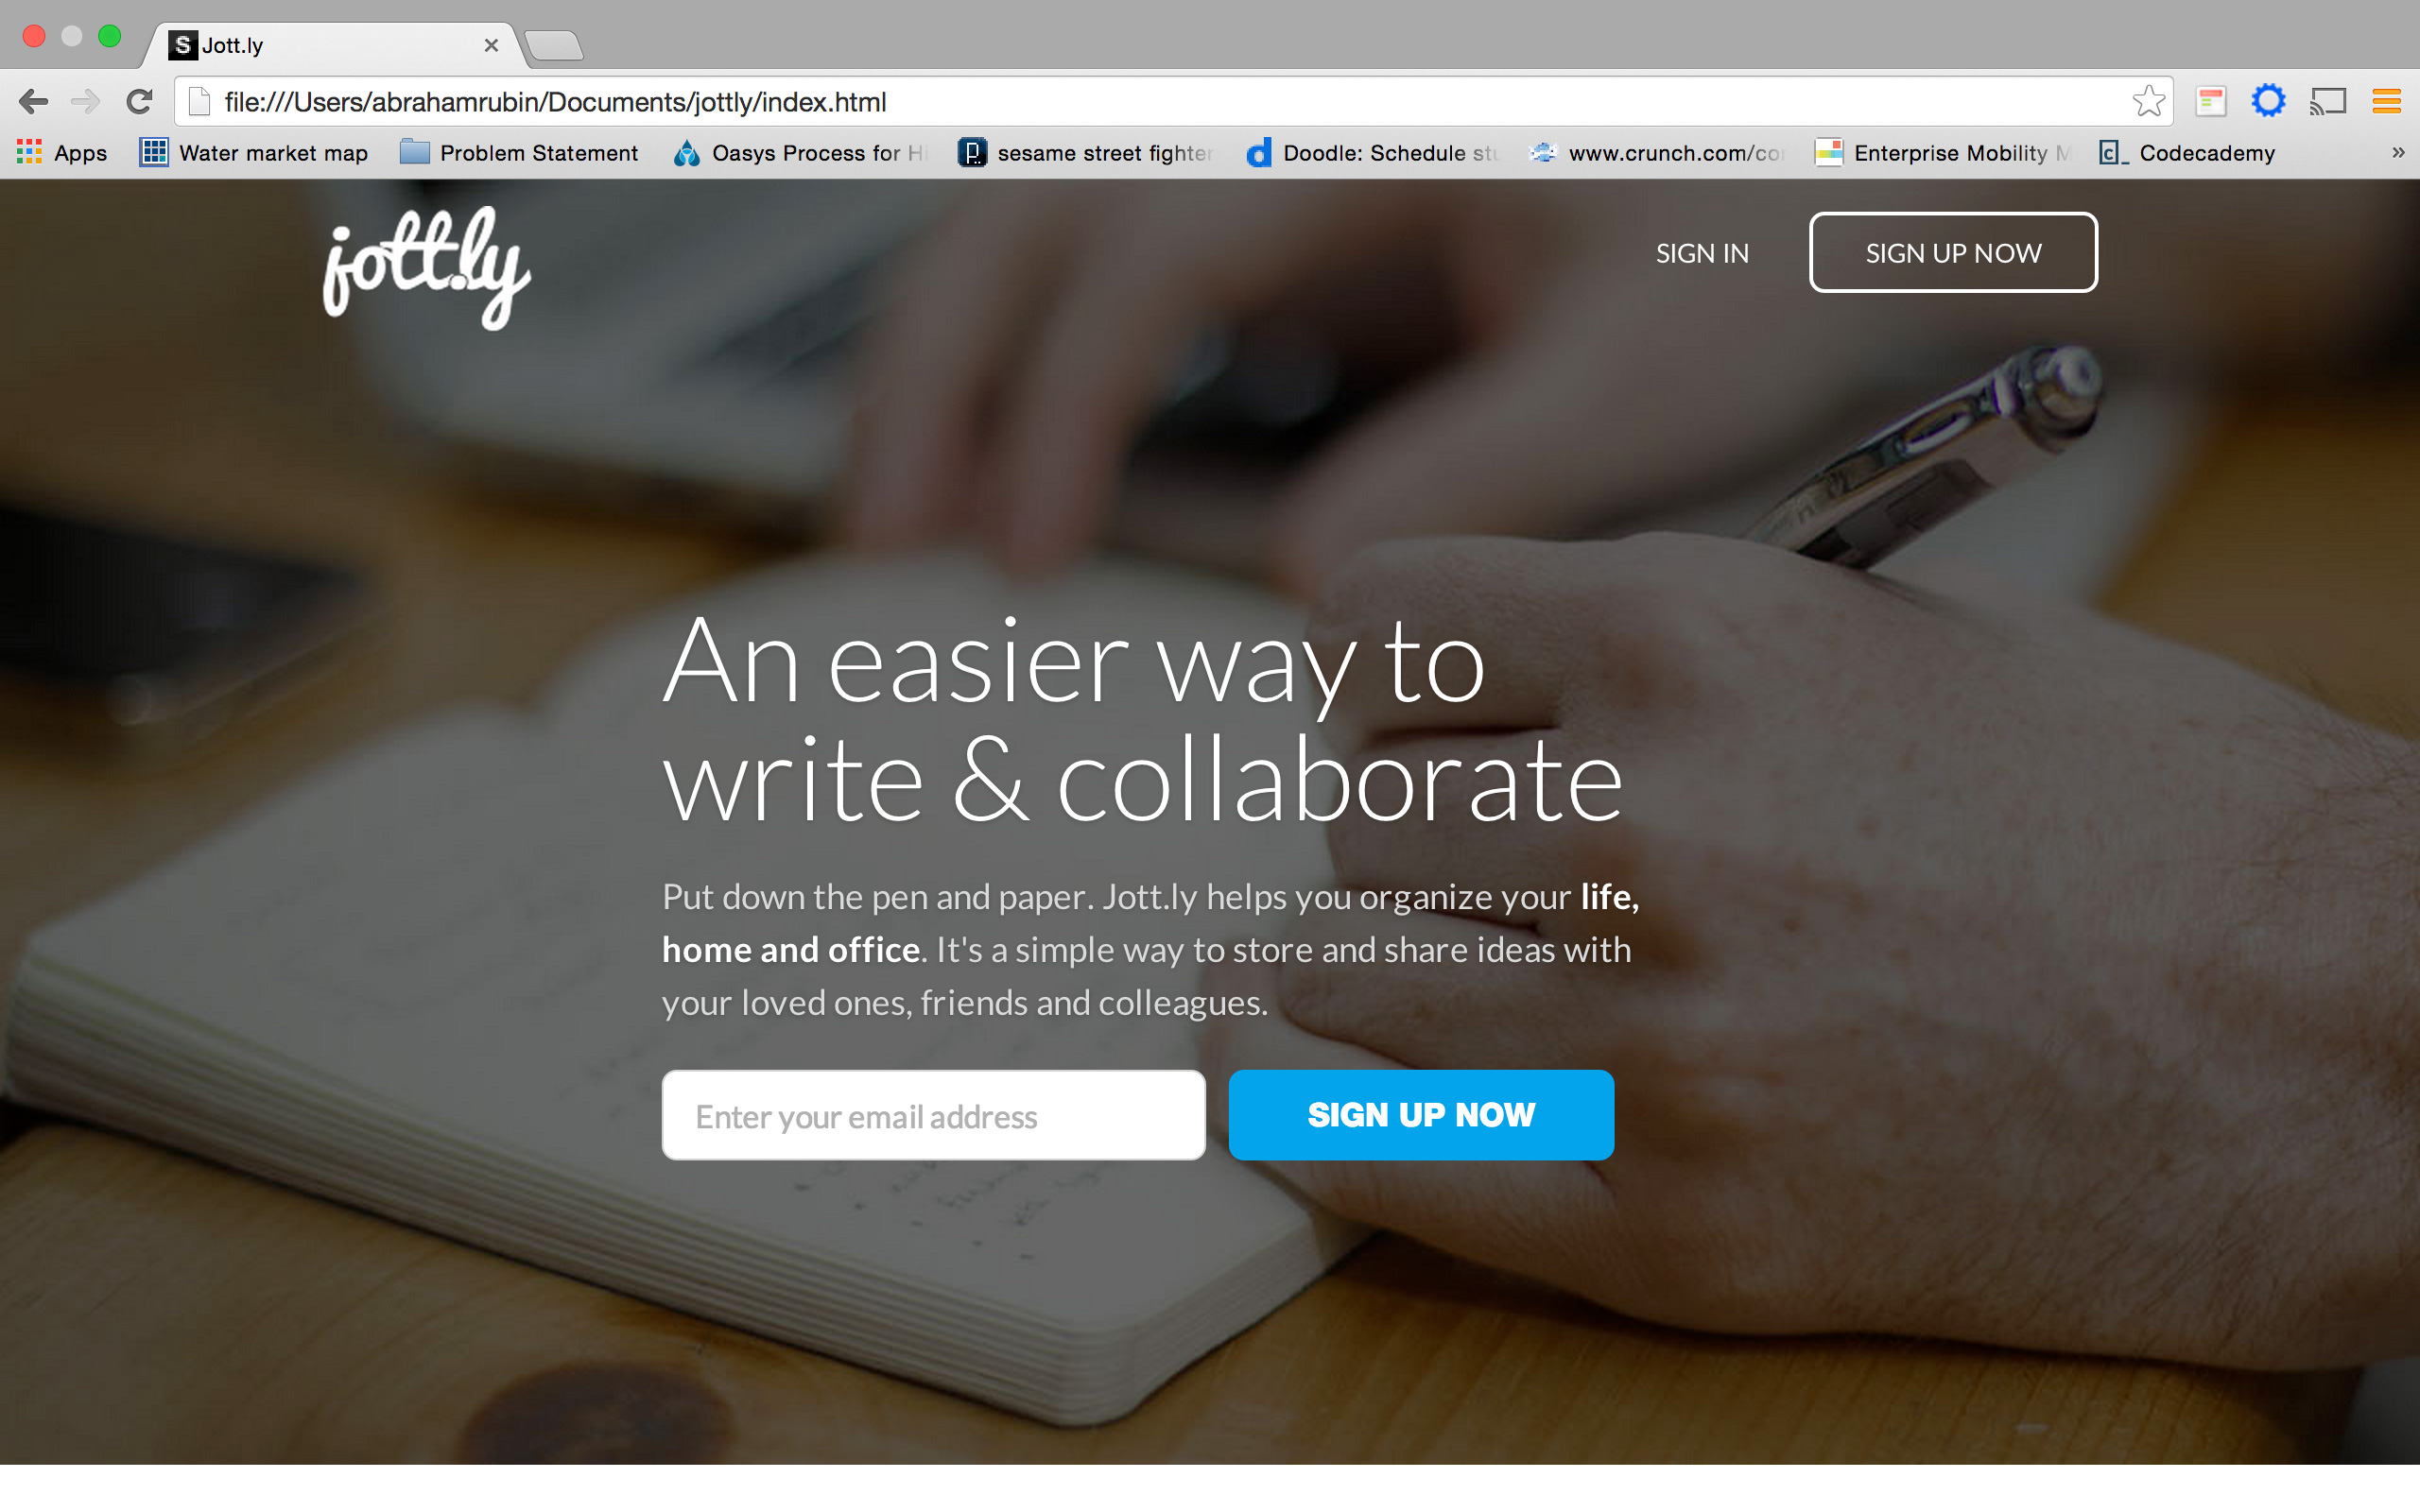 S Jott.ly
file:///Users/abrahamrubin/Documents/jottly/index.html
Apps Water market map Problem Statement Oasys Process for Hi sesame street fighter Doodle: Schedule stu www.crunch.com/cor Enterprise Mobility M Codecademy »
jott.ly SIGN IN SIGN UP NOW
An easier way to
write & collaborate
Put down the pen and paper. Jott.ly helps you organize your life,
home and office. It's a simple way to store and share ideas with
your loved ones, friends and colleagues.
Enter your email address SIGN UP NOW